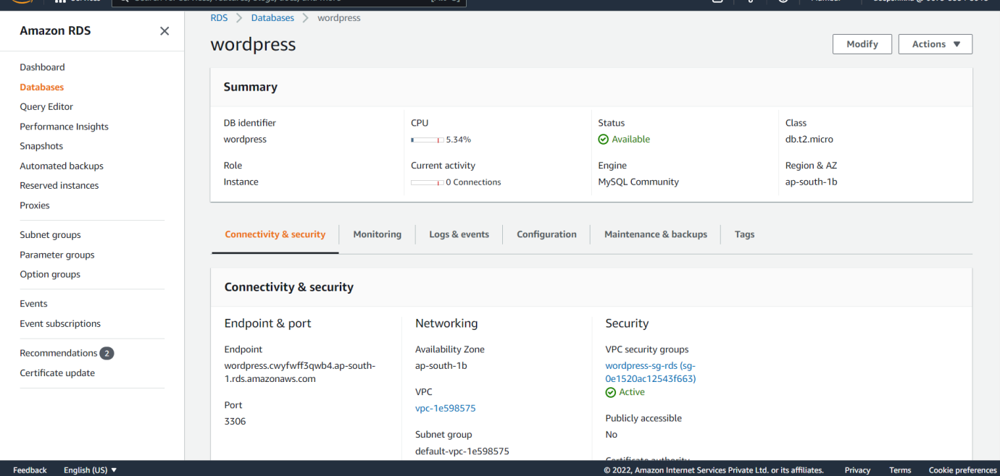 Amazon RDS
Dashboard
Databases
Query Editor
Performance Insights
Snapshots
Automated backups
Reserved instances
Proxies
Subnet groups
Parameter groups
Option groups
Events
Event subscriptions
Recommendations 2
Certificate update
RDS Databases wordpress
wordpress
Modify
Actions
Summary
DB identifier
wordpress
CPU
5.34%
Status
Available
Class
db.t2.micro
Role
Instance
Current activity
0 Connections
Engine
MySQL Community
Region & AZ
ap-south-1b
Connectivity & security
Monitoring
Logs & events
Configuration
Maintenance & backups
Tags
Connectivity & security
Endpoint & port
Endpoint
wordpress.cwyfwff3qwb4.ap-south-
1.rds.amazonaws.com
Port
3306
Networking
Availability Zone
ap-south-1b
VPC
vpc-1e598575
Subnet group
default-vpc-1e598575
Security
VPC security groups
wordpress-sg-rds (sg-
0e1520ac12543f663)
Active
Publicly accessible
No
Certificate authority
Feedback
English (US)
© 2022, Amazon Internet Services Private Ltd. or its affiliates.
Privacy
Terms
Cookie preferences